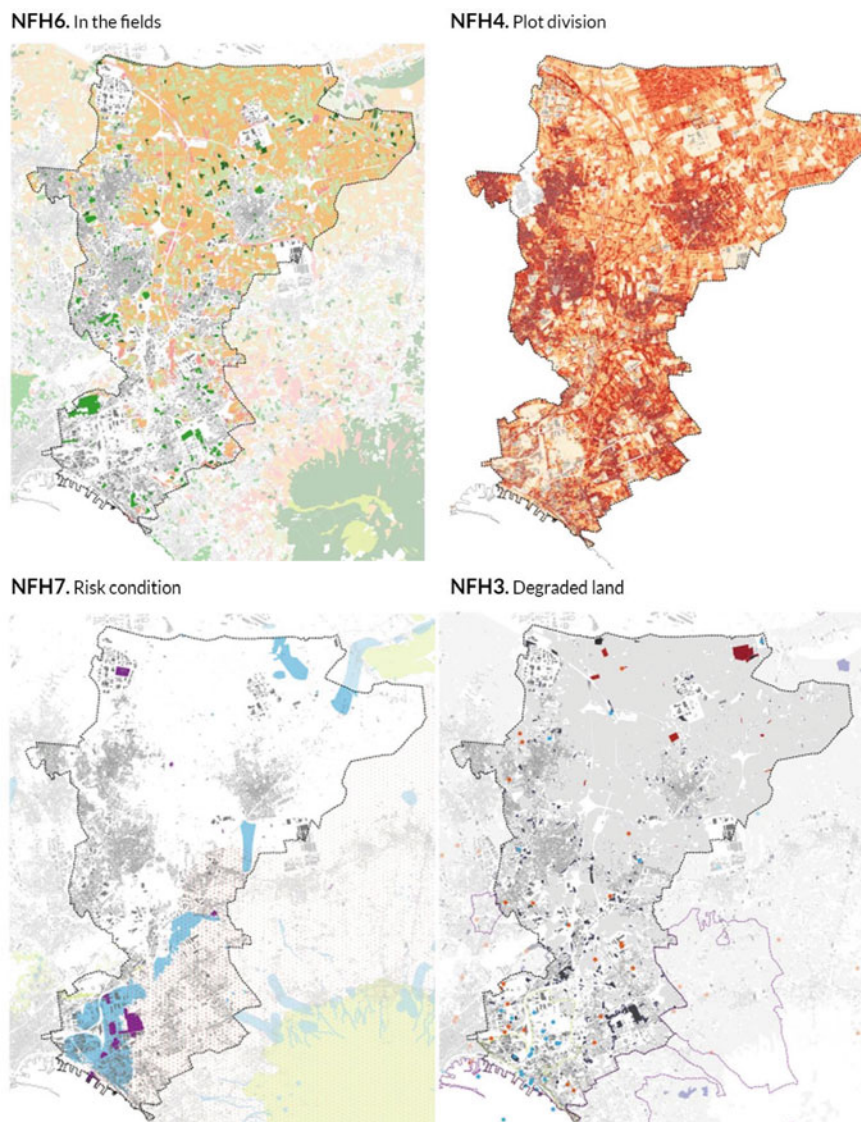 NFH6. In the fields
NFH4. Plot division
NFH7. Risk condition
NFH3. Degraded land